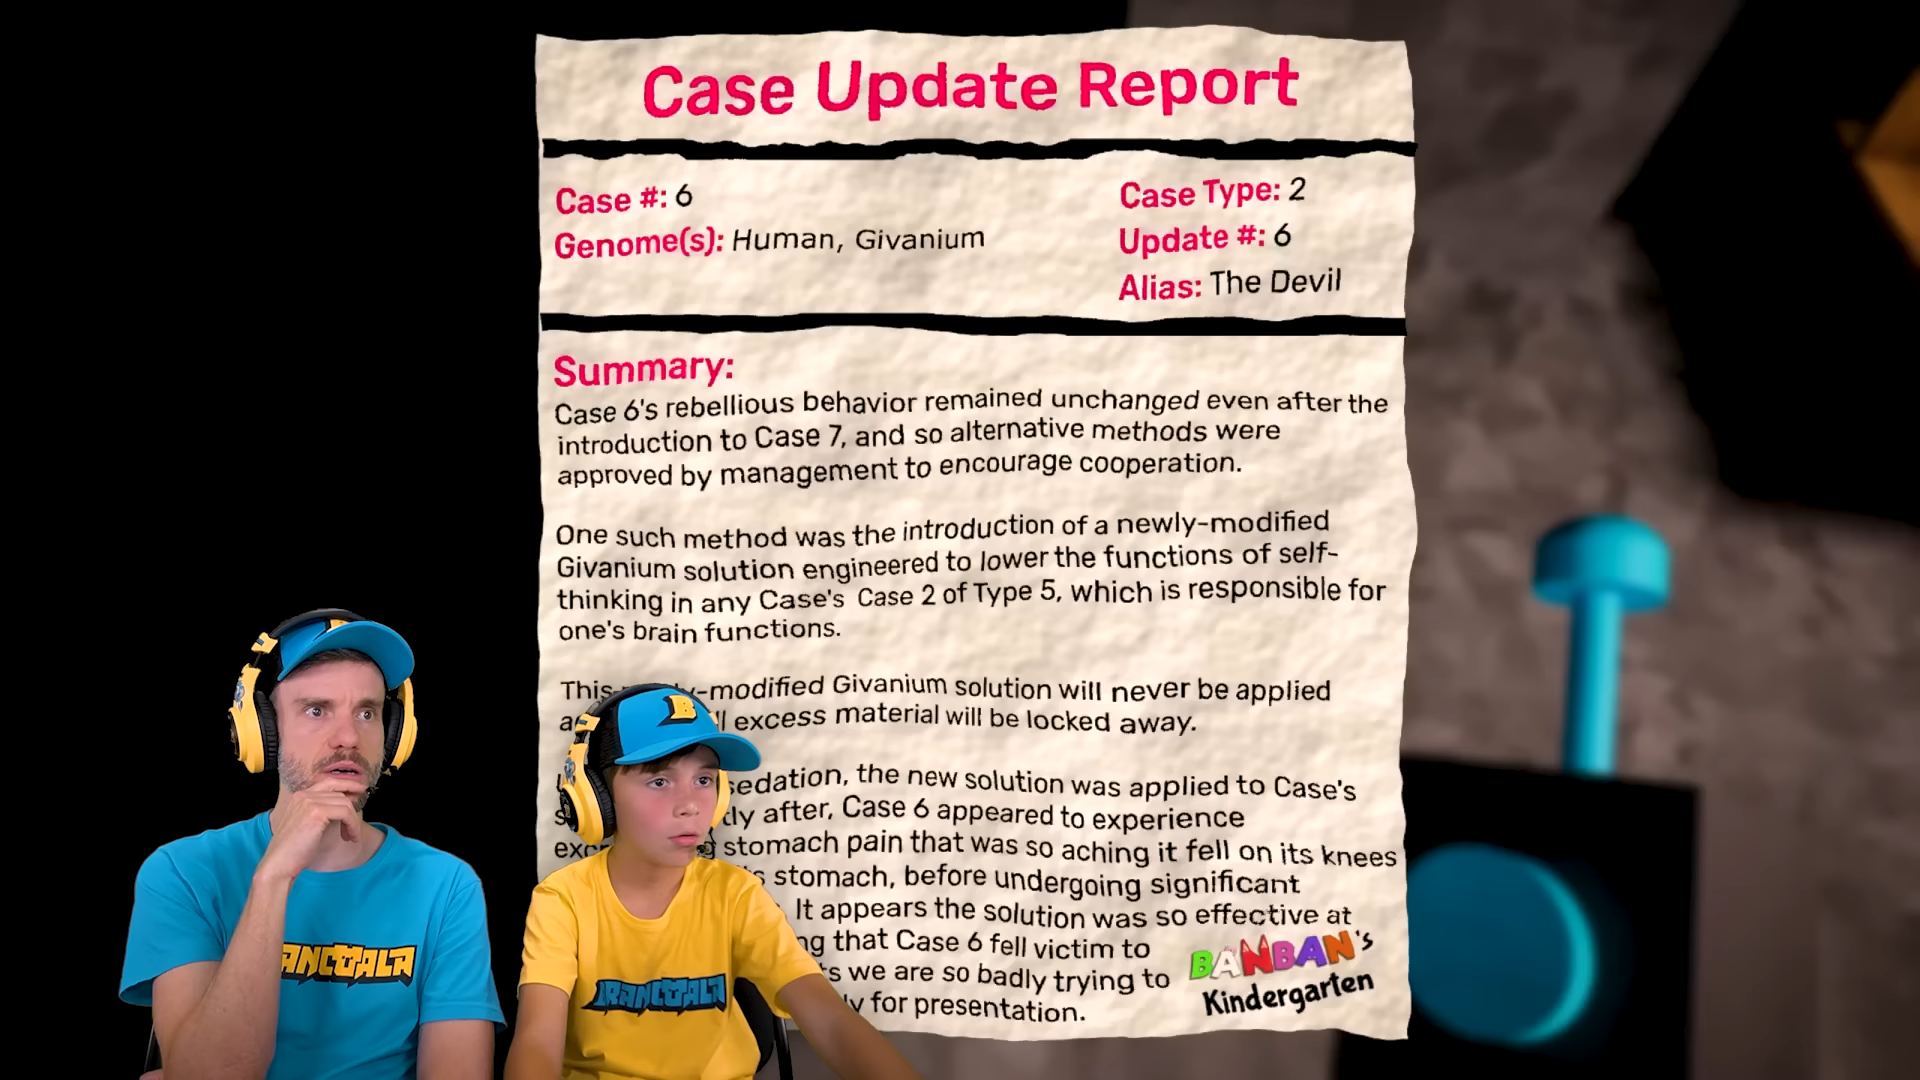 Case Update Report
Case #: 6
Genome(s): Human, Givanium
Case Type: 2
Update #: 6
Alias: The Devil
Summary:
Case 6's rebellious behavior remained unchanged even after the
introduction to Case 7, and so alternative methods were
approved by management to encourage cooperation.
One such method was the introduction of a newly-modified
Givanium solution engineered to lower the functions of self-
thinking in any Case's Case 2 of Type 5, which is responsible for
one's brain functions.
This -modified Givanium solution will never be applied
excess material will be locked away.
sedation, the new solution was applied to Case's
after, Case 6 appeared to experience
stomach pain that was so aching it fell on its knees
stomach, before undergoing significant
It appears the solution was so effective at
that Case 6 fell victim to
we are so badly trying to
for presentation.
BANBAN's
Kindergarten
B
RANCOALA